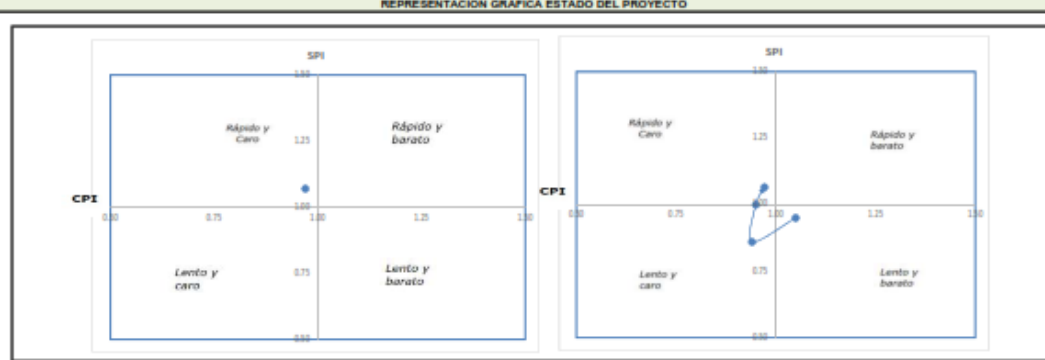 REPRESENTACION GRAFICA ESTADO DEL PROYECTO
SPI
1.50
Rápido y
Caro
Rápido y
barato
1.25
CPI
1.00
0.50
0.75
1.00
1.25
1.50
Lento y
caro
Lento y
barato
0.75
0.50
SPI
1.50
Rápido y
Caro
1.25
Rápido y
barato
CPI
1.00
0.50
0.75
1.00
1.25
1.50
Lento y
caro
0.75
Lento y
barato
0.50